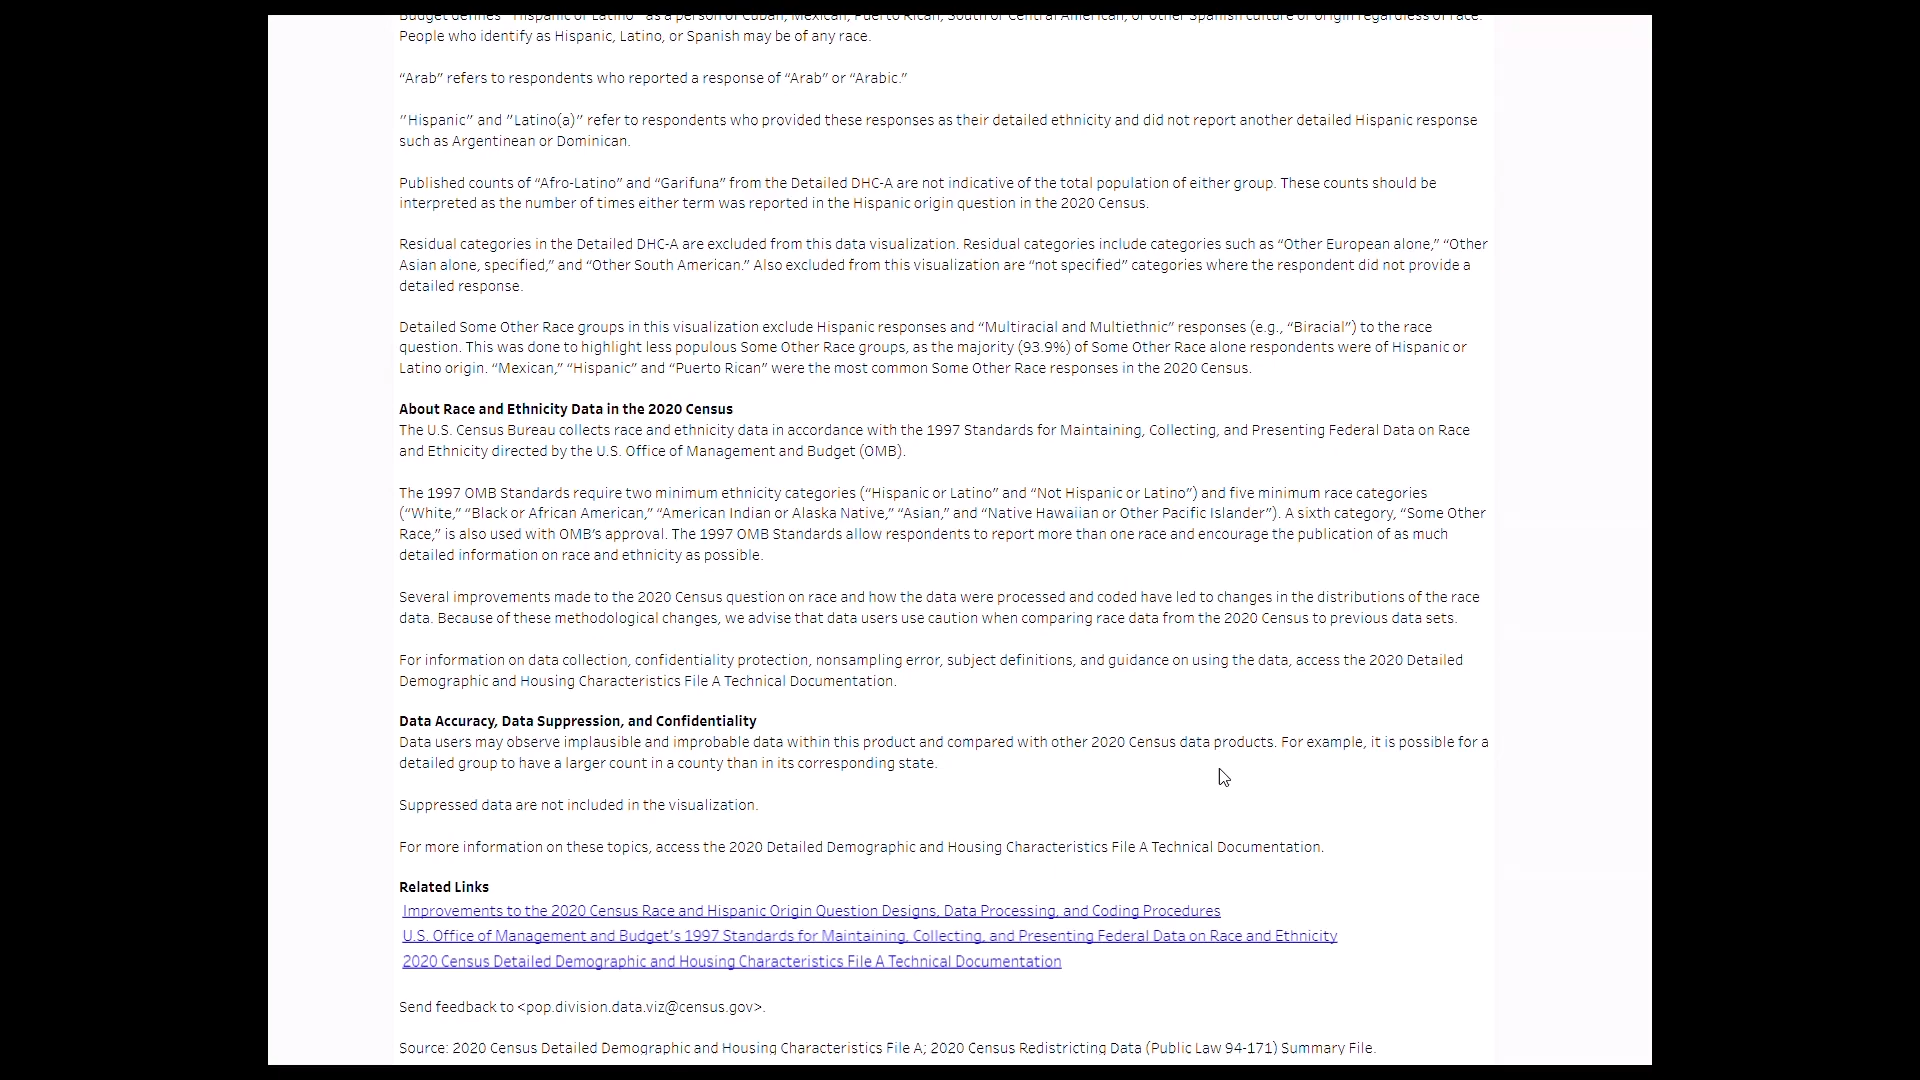 Budget defines "Hispanic or Latino" as a person of Cuban, Mexican, Puerto Rican, South or Central American, or other Spanish culture or origin regardless of race.
People who identify as Hispanic, Latino, or Spanish may be of any race.
“Arab” refers to respondents who reported a response of “Arab” or “Arabic.”
"Hispanic” and "Latino(a)” refer to respondents who provided these responses as their detailed ethnicity and did not report another detailed Hispanic response
such as Argentinean or Dominican.
Published counts of “Afro-Latino” and “Garifuna” from the Detailed DHC-A are not indicative of the total population of either group. These counts should be
interpreted as the number of times either term was reported in the Hispanic origin question in the 2020 Census.
Residual categories in the Detailed DHC-A are excluded from this data visualization. Residual categories include categories such as “Other European alone,” “Other
Asian alone, specified,” and “Other South American.” Also excluded from this visualization are “not specified” categories where the respondent did not provide a
detailed response.
Detailed Some Other Race groups in this visualization exclude Hispanic responses and “Multiracial and Multiethnic” responses (e.g., “Biracial”) to the race
question. This was done to highlight less populous Some Other Race groups, as the majority (93.9%) of Some Other Race alone respondents were of Hispanic or
Latino origin. “Mexican,” “Hispanic” and “Puerto Rican” were the most common Some Other Race responses in the 2020 Census.
About Race and Ethnicity Data in the 2020 Census
The U.S. Census Bureau collects race and ethnicity data in accordance with the 1997 Standards for Maintaining, Collecting, and Presenting Federal Data on Race
and Ethnicity directed by the U.S. Office of Management and Budget (OMB).
The 1997 OMB Standards require two minimum ethnicity categories (“Hispanic or Latino” and “Not Hispanic or Latino”) and five minimum race categories
(“White,” “Black or African American,” “American Indian or Alaska Native,” “Asian,” and “Native Hawaiian or Other Pacific Islander”). A sixth category, “Some Other
Race,” is also used with OMB’s approval. The 1997 OMB Standards allow respondents to report more than one race and encourage the publication of as much
detailed information on race and ethnicity as possible.
Several improvements made to the 2020 Census question on race and how the data were processed and coded have led to changes in the distributions of the race
data. Because of these methodological changes, we advise that data users use caution when comparing race data from the 2020 Census to previous data sets.
For information on data collection, confidentiality protection, nonsampling error, subject definitions, and guidance on using the data, access the 2020 Detailed
Demographic and Housing Characteristics File A Technical Documentation.
Data Accuracy, Data Suppression, and Confidentiality
Data users may observe implausible and improbable data within this product and compared with other 2020 Census data products. For example, it is possible for a
detailed group to have a larger count in a county than in its corresponding state.
Suppressed data are not included in the visualization.
For more information on these topics, access the 2020 Detailed Demographic and Housing Characteristics File A Technical Documentation.
Related Links
Improvements to the 2020 Census Race and Hispanic Origin Question Designs, Data Processing, and Coding Procedures
U.S. Office of Management and Budget’s 1997 Standards for Maintaining, Collecting, and Presenting Federal Data on Race and Ethnicity
2020 Census Detailed Demographic and Housing Characteristics File A Technical Documentation
Send feedback to <pop.division.data.viz@census.gov>.
Source: 2020 Census Detailed Demographic and Housing Characteristics File A; 2020 Census Redistricting Data (Public Law 94-171) Summary File.